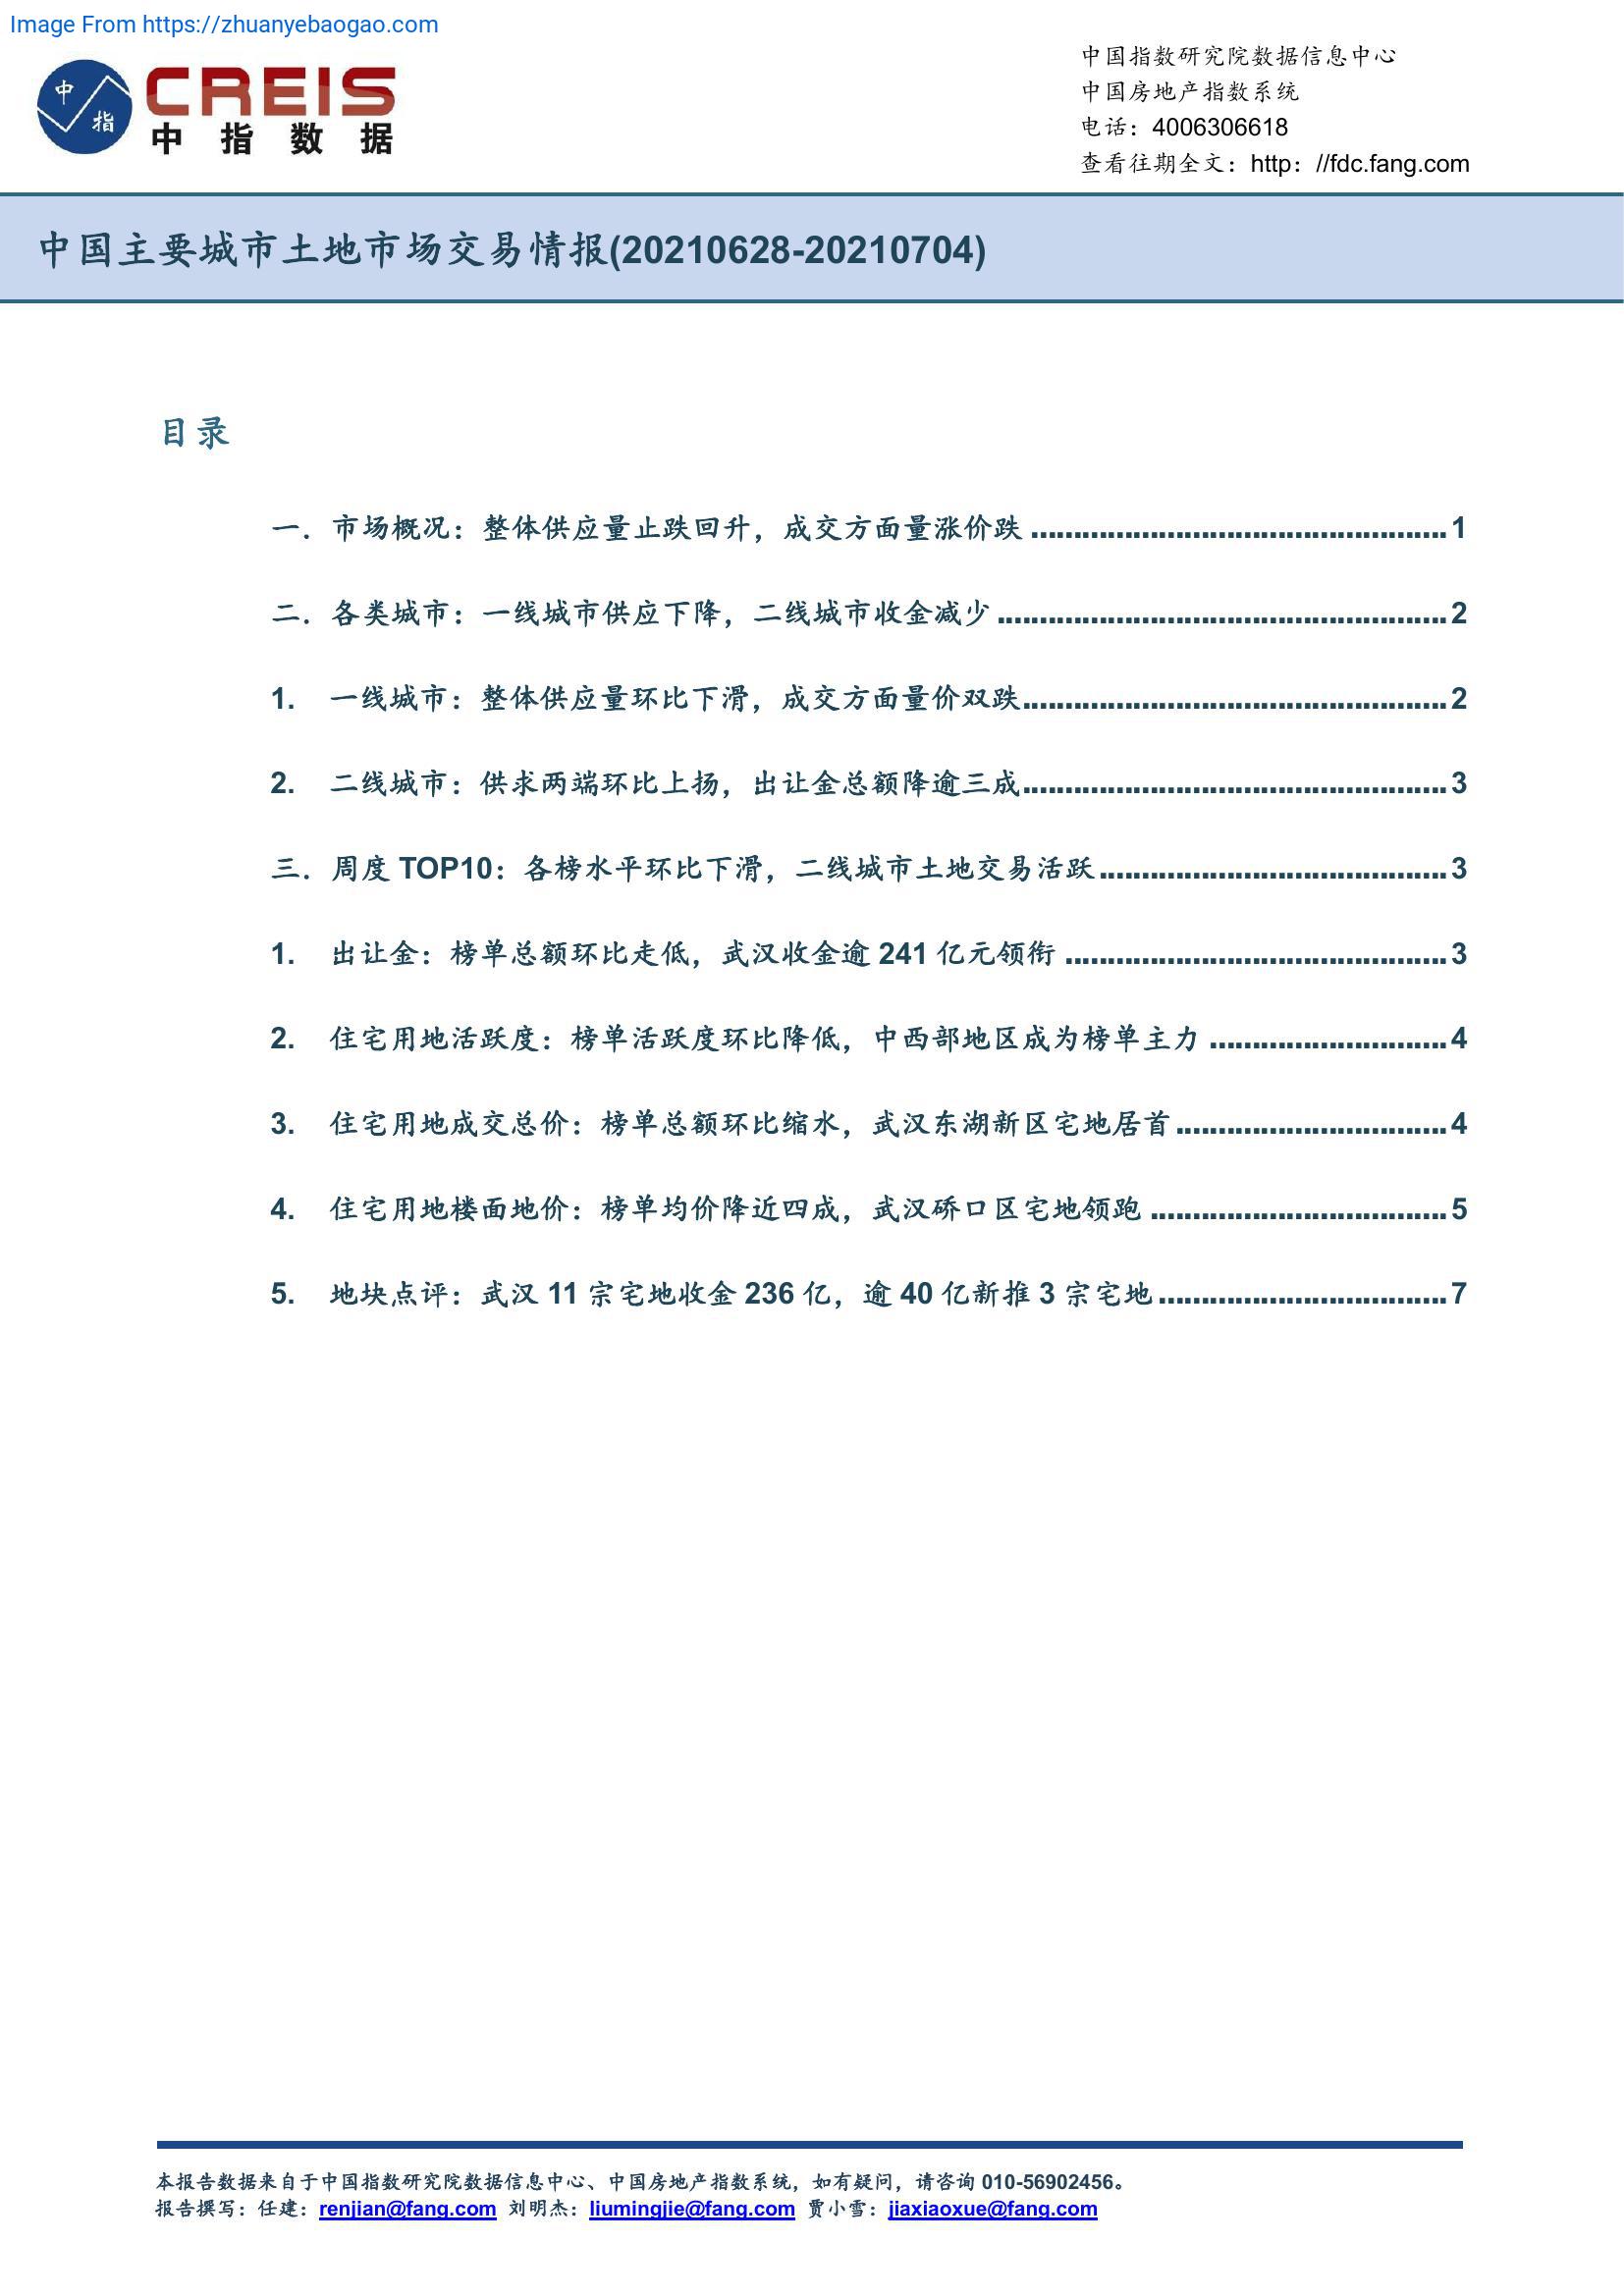 Image From https://zhuanyebaogao.com
中指
CREIS
中指数据
中国指数研究院数据信息中心
中国房地产指数系统
电话：4006306618
查看往期全文：http：//fdc.fang.com
中国主要城市土地市场交易情报(20210628-20210704)
目录
一．市场概况：整体供应量止跌回升，成交方面量涨价跌 ................................................ 1
二．各类城市：一线城市供应下降，二线城市收金减少 .................................................... 2
1. 一线城市：整体供应量环比下滑，成交方面量价双跌 ................................................. 2
2. 二线城市：供求两端环比上扬，出让金总额降逾三成 ................................................. 3
三．周度 TOP10：各榜水平环比下滑，二线城市土地交易活跃 ........................................ 3
1. 出让金：榜单总额环比走低，武汉收金逾 241 亿元领衔 ............................................ 3
2. 住宅用地活跃度：榜单活跃度环比降低，中西部地区成为榜单主力 ........................... 4
3. 住宅用地成交总价：榜单总额环比缩水，武汉东湖新区宅地居首 ............................... 4
4. 住宅用地楼面地价：榜单均价降近四成，武汉硚口区宅地领跑 .................................. 5
5. 地块点评：武汉 11 宗宅地收金 236 亿，逾 40 亿新推 3 宗宅地 ................................. 7
本报告数据来自于中国指数研究院数据信息中心、中国房地产指数系统，如有疑问，请咨询 010-56902456。
报告撰写：任建：renjian@fang.com 刘明杰：liumingjie@fang.com 贾小雪：jiaxiaoxue@fang.com